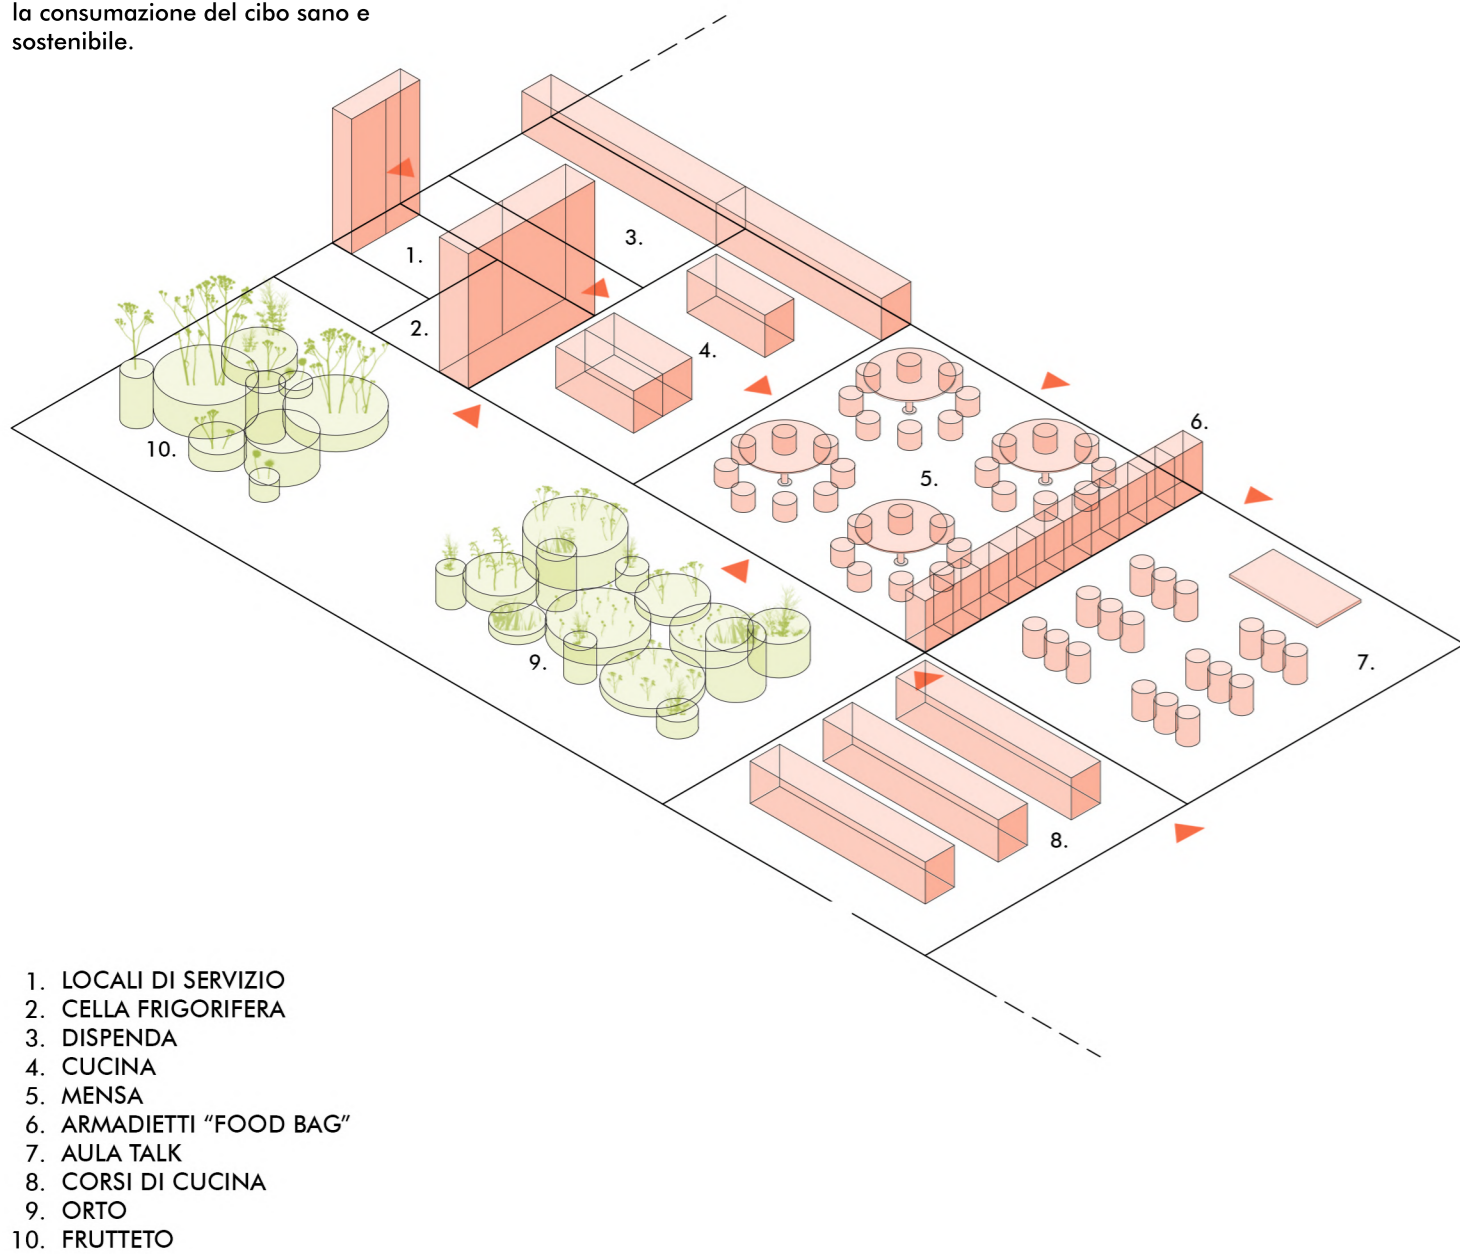 la consumazione del cibo sano e
sostenibile.
1.
2.
3.
4.
5.
6.
7.
8.
9.
10.
1. LOCALI DI SERVIZIO
2. CELLA FRIGORIFERA
3. DISPENDA
4. CUCINA
5. MENSA
6. ARMADIETTI “FOOD BAG”
7. AULA TALK
8. CORSI DI CUCINA
9. ORTO
10. FRUTTETO